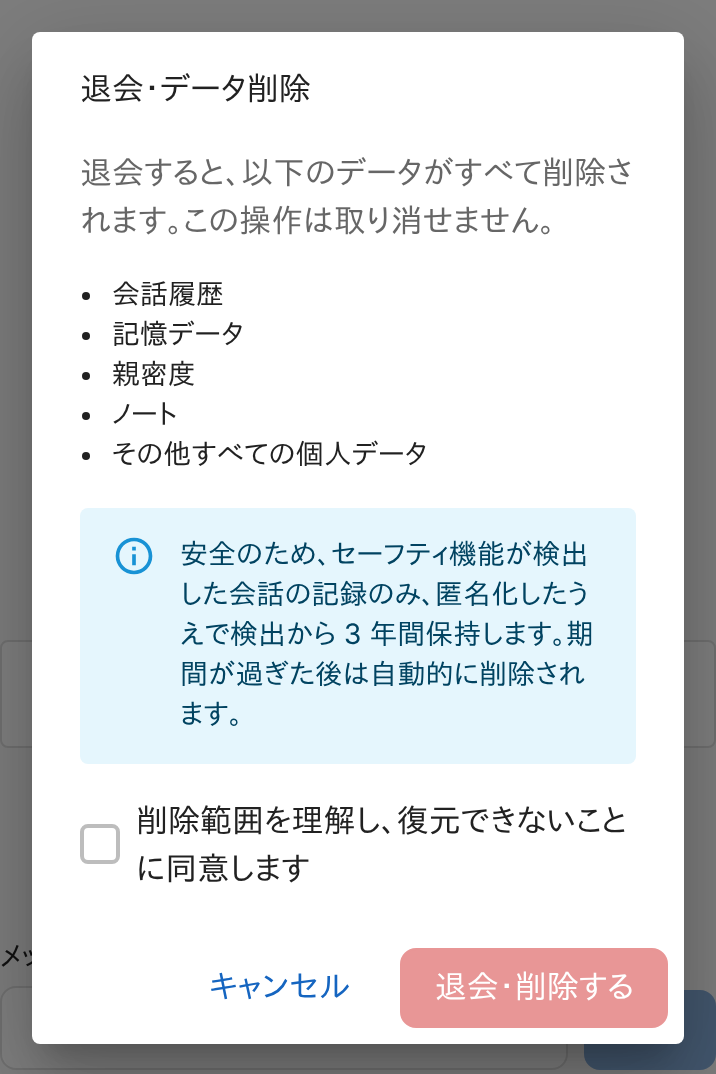 退会・データ削除
退会すると、以下のデータがすべて削除さ
れます。この操作は取り消せません。
• 会話履歴
• 記憶データ
• 親密度
• ノート
• その他すべての個人データ
安全のため、セーフティ機能が検出
した会話の記録のみ、匿名化したう
えで検出から 3 年間保持します。期
間が過ぎた後は自動的に削除され
ます。
削除範囲を理解し、復元できないこと
に同意します
メッ
キャンセル
退会・削除する